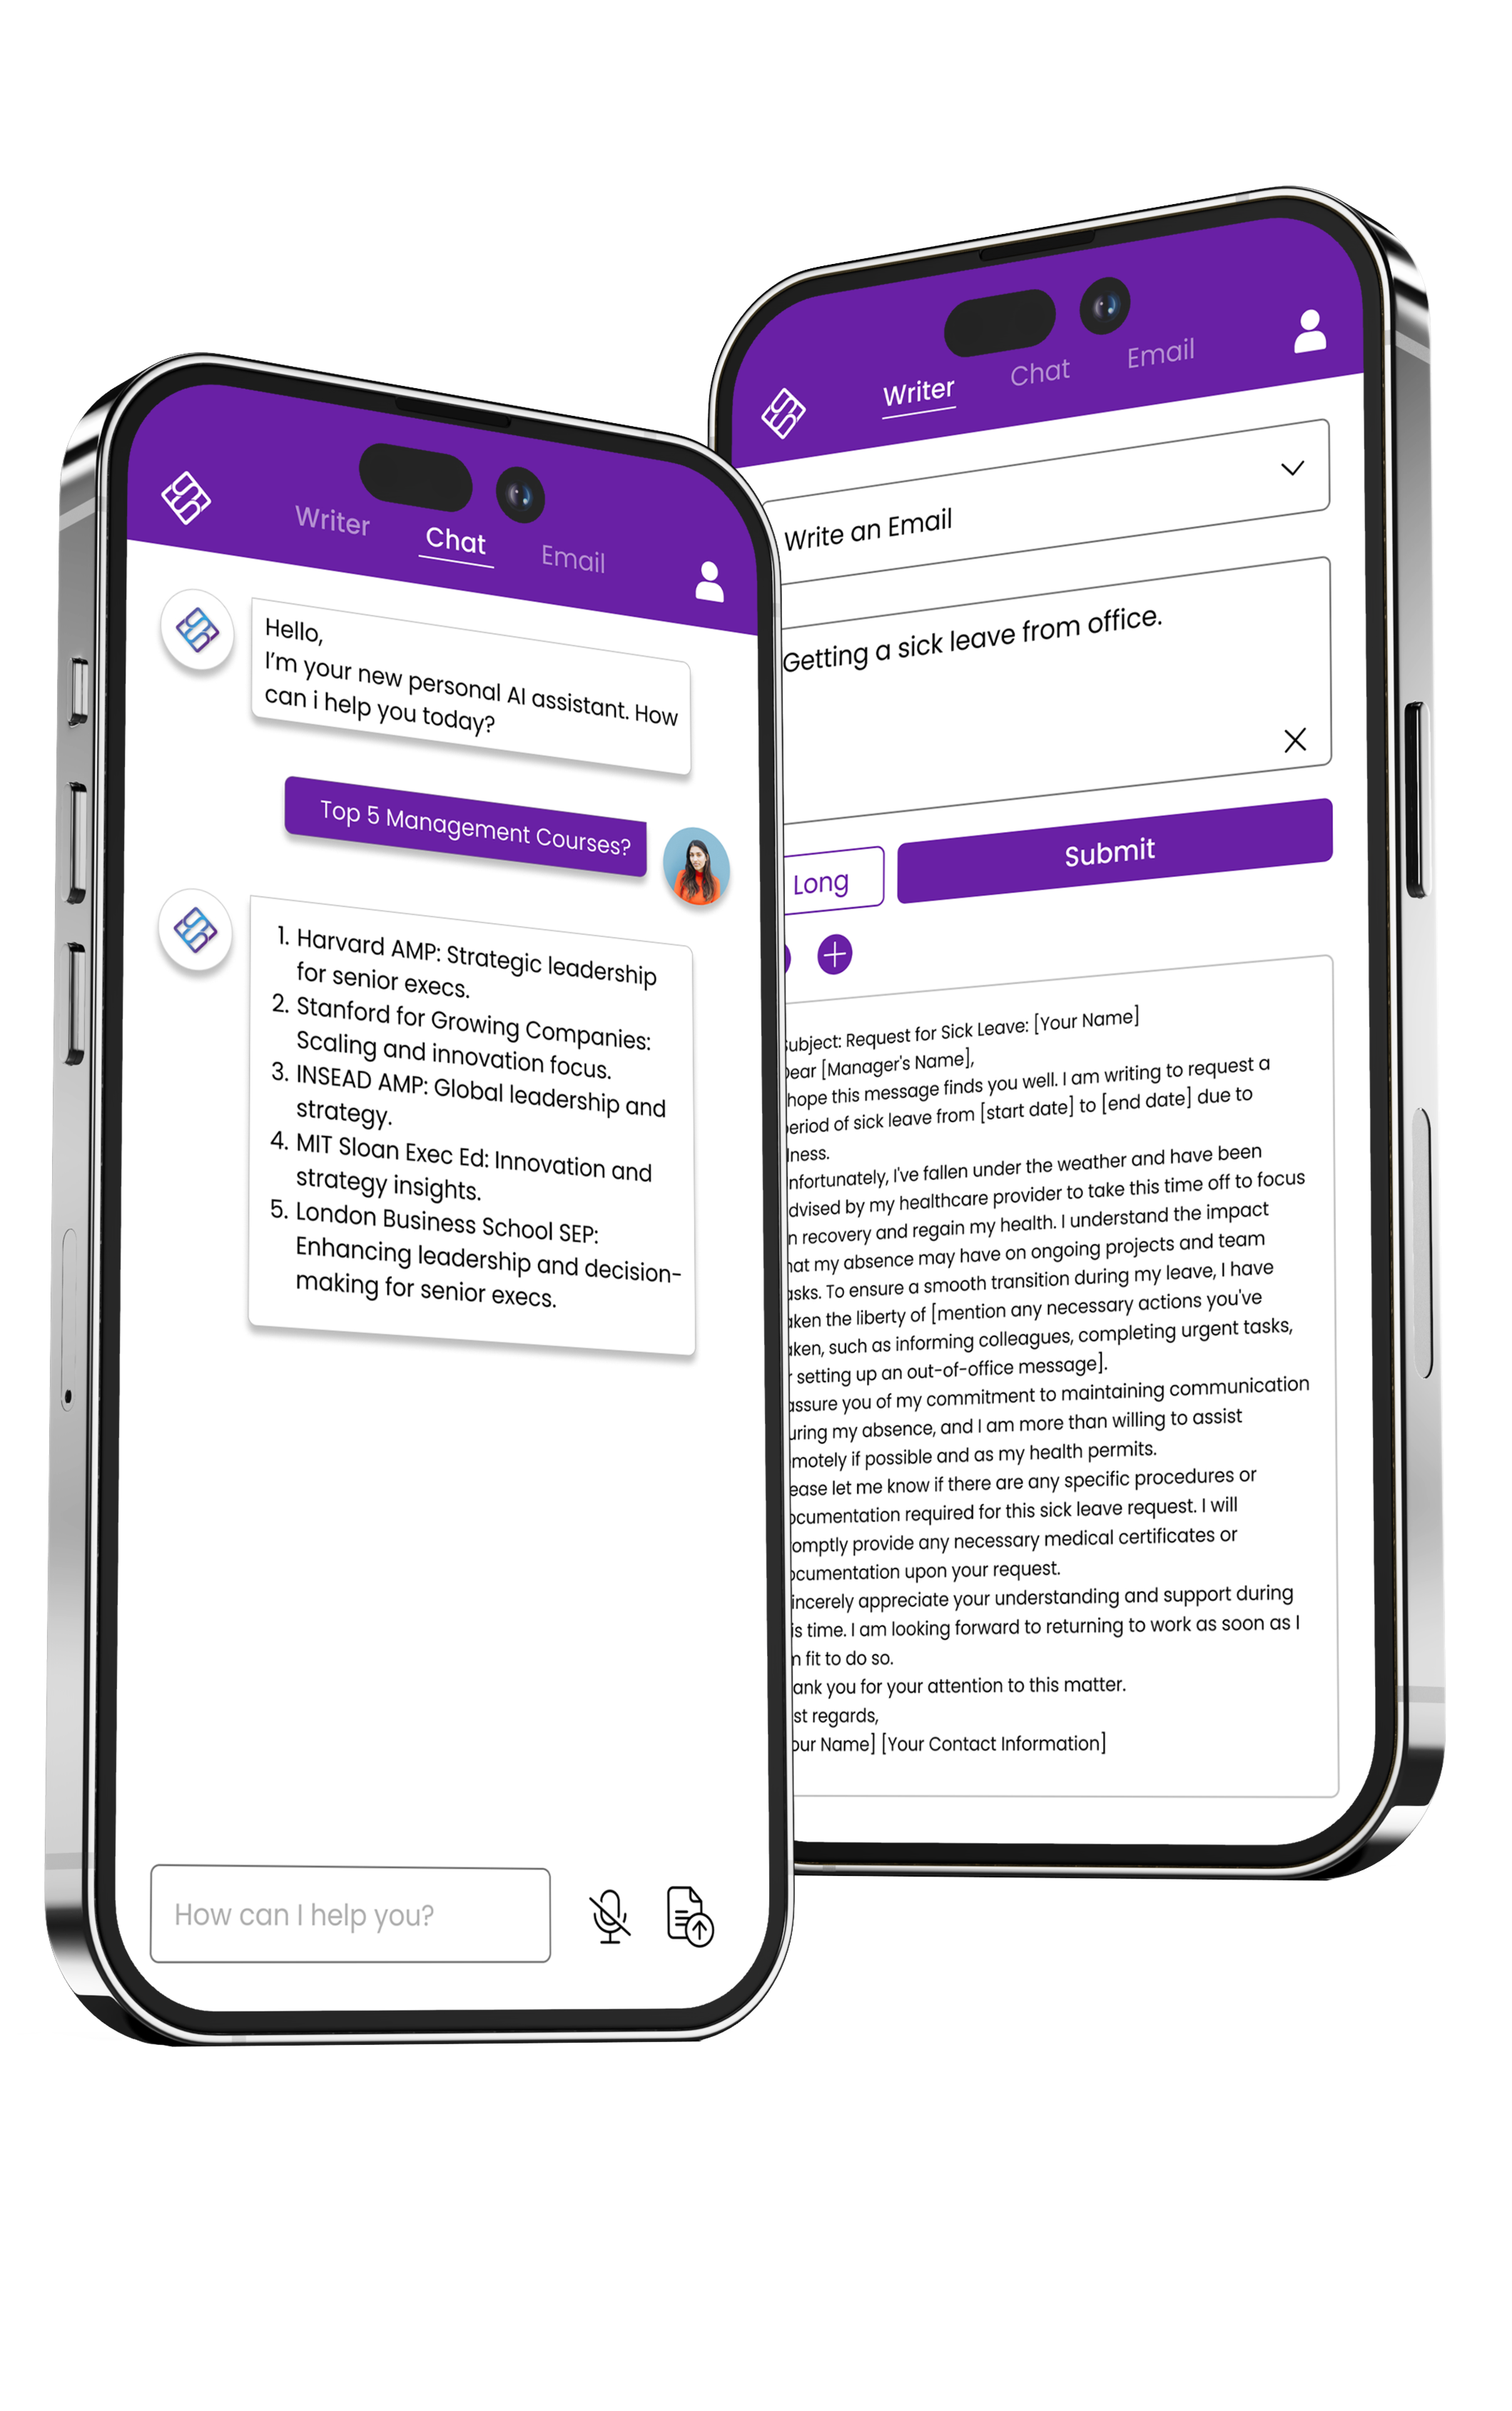 Writer
Chat
Email
Hello,
I'm your new personal AI assistant. How
can i help you today?
Top 5 Management Courses?
1. Harvard AMP: Strategic leadership
for senior execs.
2. Stanford for Growing Companies:
Scaling and innovation focus.
3. INSEAD AMP: Global leadership and
strategy.
4. MIT Sloan Exec Ed: Innovation and
strategy insights.
5. London Business School SEP:
Enhancing leadership and decision-
making for senior execs.
How can I help you?
Writer
Chat
Email
Write an Email
Getting a sick leave from office.
Long
Submit
ubject: Request for Sick Leave: [Your Name]
ear [Manager's Name],
hope this message finds you well. I am writing to request a
eriod of sick leave from [start date] to [end date] due to
lness.
nfortunately, I've fallen under the weather and have been
dvised by my healthcare provider to take this time off to focus
n recovery and regain my health. I understand the impact
hat my absence may have on ongoing projects and team
asks. To ensure a smooth transition during my leave, I have
aken the liberty of [mention any necessary actions you've
aken, such as informing colleagues, completing urgent tasks,
r setting up an out-of-office message].
assure you of my commitment to maintaining communication
uring my absence, and I am more than willing to assist
motely if possible and as my health permits.
ease let me know if there are any specific procedures or
ocumentation required for this sick leave request. I will
omptly provide any necessary medical certificates or
ocumentation upon your request.
incerely appreciate your understanding and support during
is time. I am looking forward to returning to work as soon as I
m fit to do so.
ank you for your attention to this matter.
st regards,
our Name] [Your Contact Information]